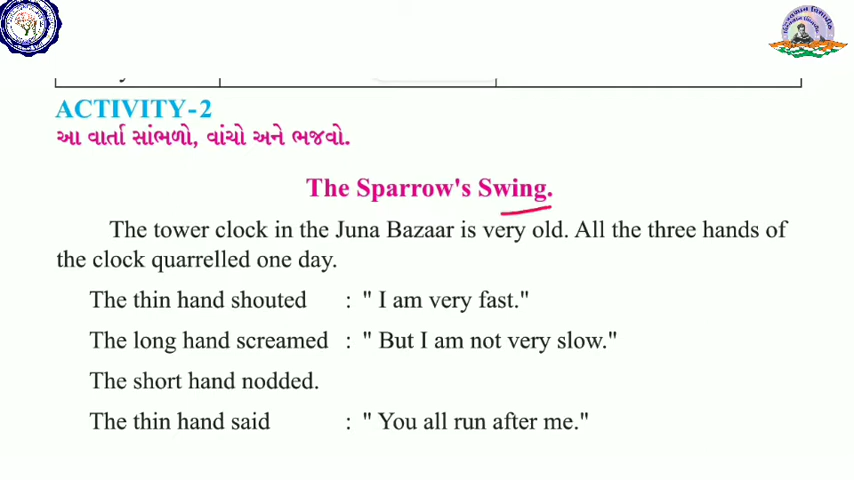 ACTIVITY-2
આ વાર્તા સાંભળો, વાંચો અને ભજવો.
The Sparrow's Swing.
The tower clock in the Juna Bazaar is very old. All the three hands of
the clock quarrelled one day.
The thin hand shouted : " I am very fast."
The long hand screamed : " But I am not very slow."
The short hand nodded.
The thin hand said : " You all run after me."